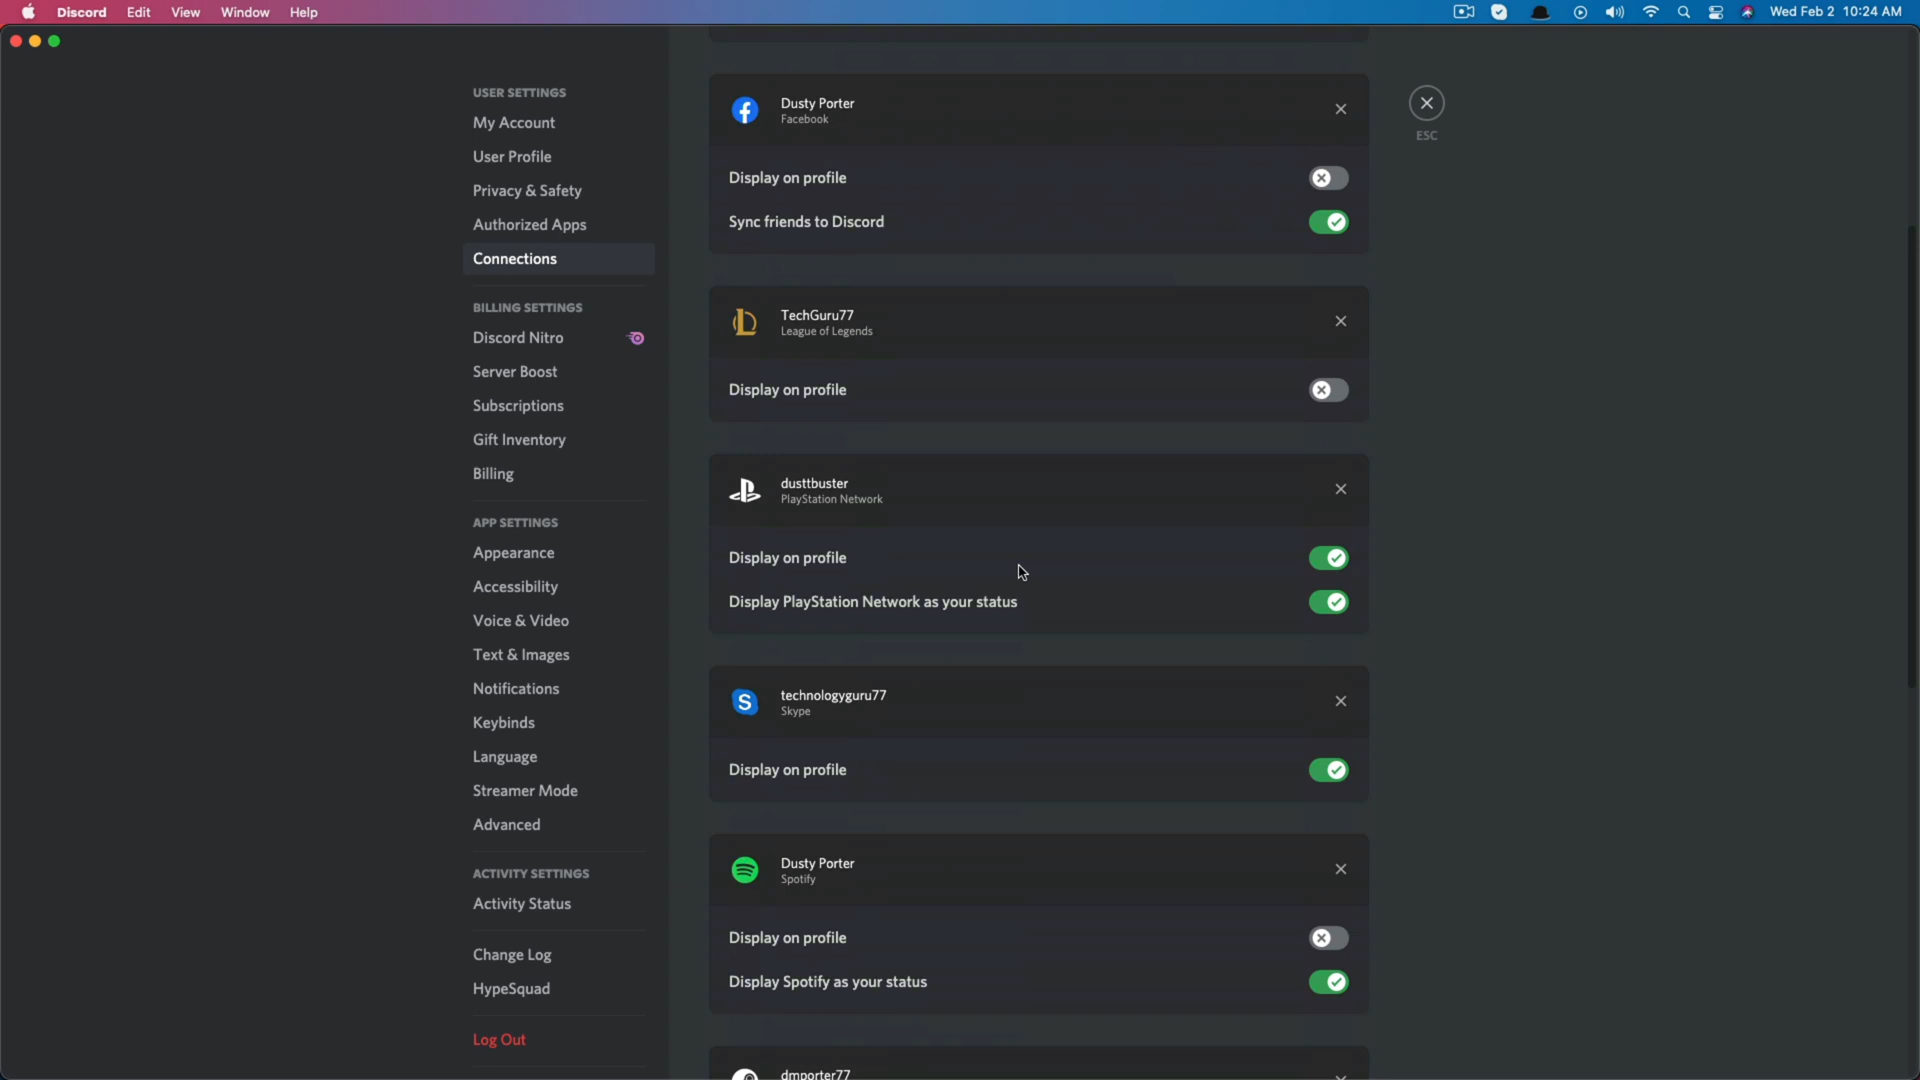 Discord Edit View Window Help
Wed Feb 2 10:24 AM
USER SETTINGS
My Account
User Profile
Privacy & Safety
Authorized Apps
Connections
BILLING SETTINGS
Discord Nitro
Server Boost
Subscriptions
Gift Inventory
Billing
APP SETTINGS
Appearance
Accessibility
Voice & Video
Text & Images
Notifications
Keybinds
Language
Streamer Mode
Advanced
ACTIVITY SETTINGS
Activity Status
Change Log
HypeSquad
Log Out
Dusty Porter
Facebook
Display on profile
Sync friends to Discord
TechGuru77
League of Legends
Display on profile
dusttbuster
PlayStation Network
Display on profile
Display PlayStation Network as your status
technologyguru77
Skype
Display on profile
Dusty Porter
Spotify
Display on profile
Display Spotify as your status
dmporter77
ESC